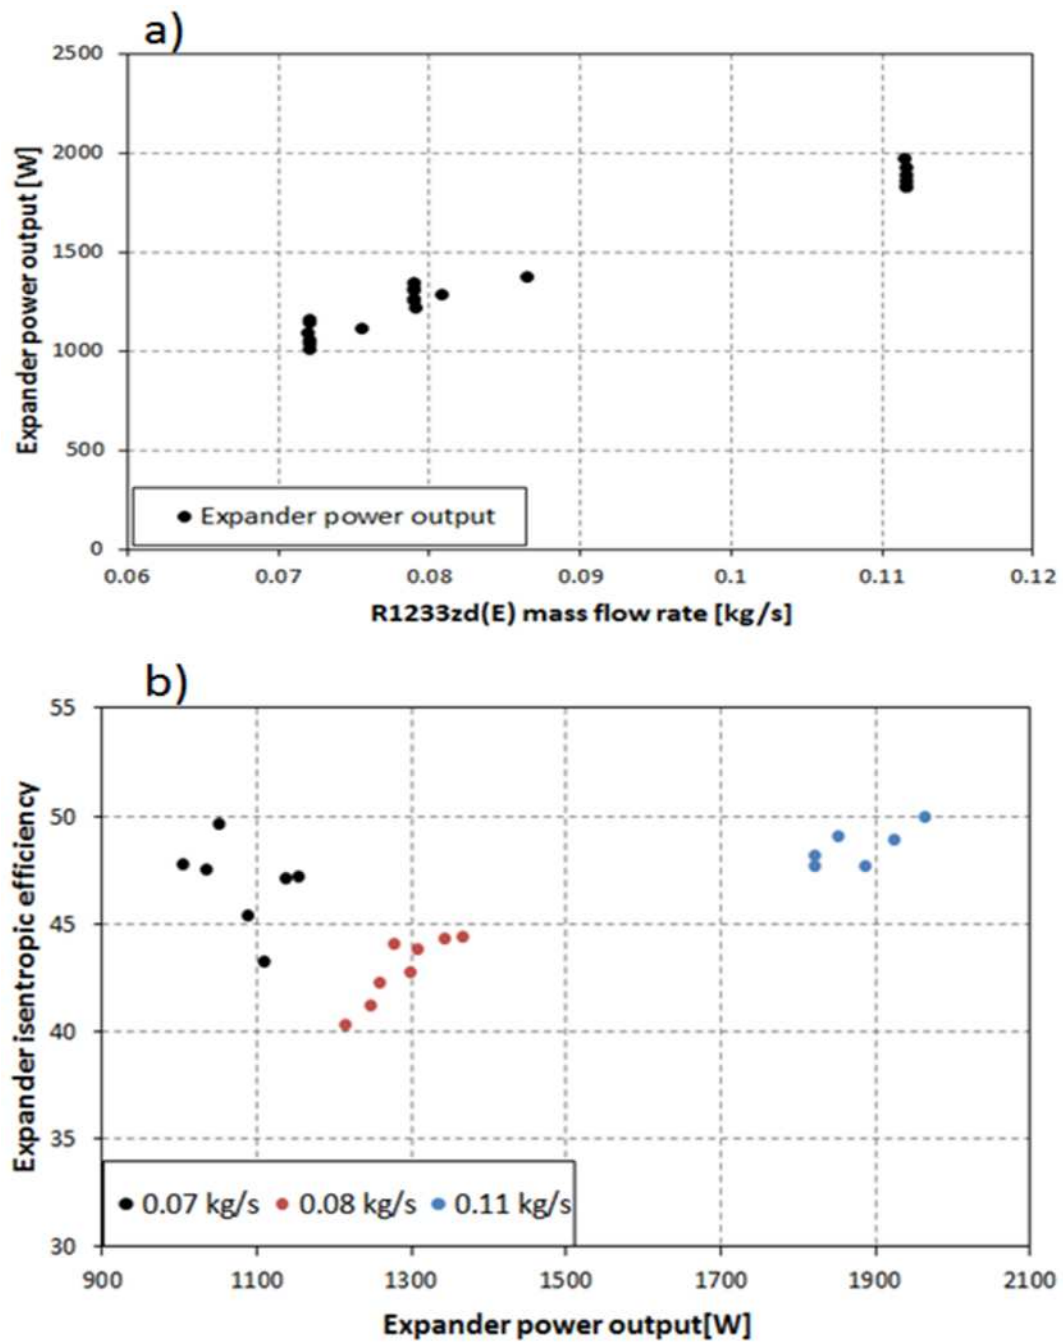 a)
2500
2000
1500
1000
500
0
Expander power output [W]
Expander power output
0.06 0.07 0.08 0.09 0.1 0.11 0.12
R1233zd(E) mass flow rate [kg/s]
b)
55
50
45
40
35
30
Expander isentropic efficiency
0.07 kg/s 0.08 kg/s 0.11 kg/s
900 1100 1300 1500 1700 1900 2100
Expander power output[W]